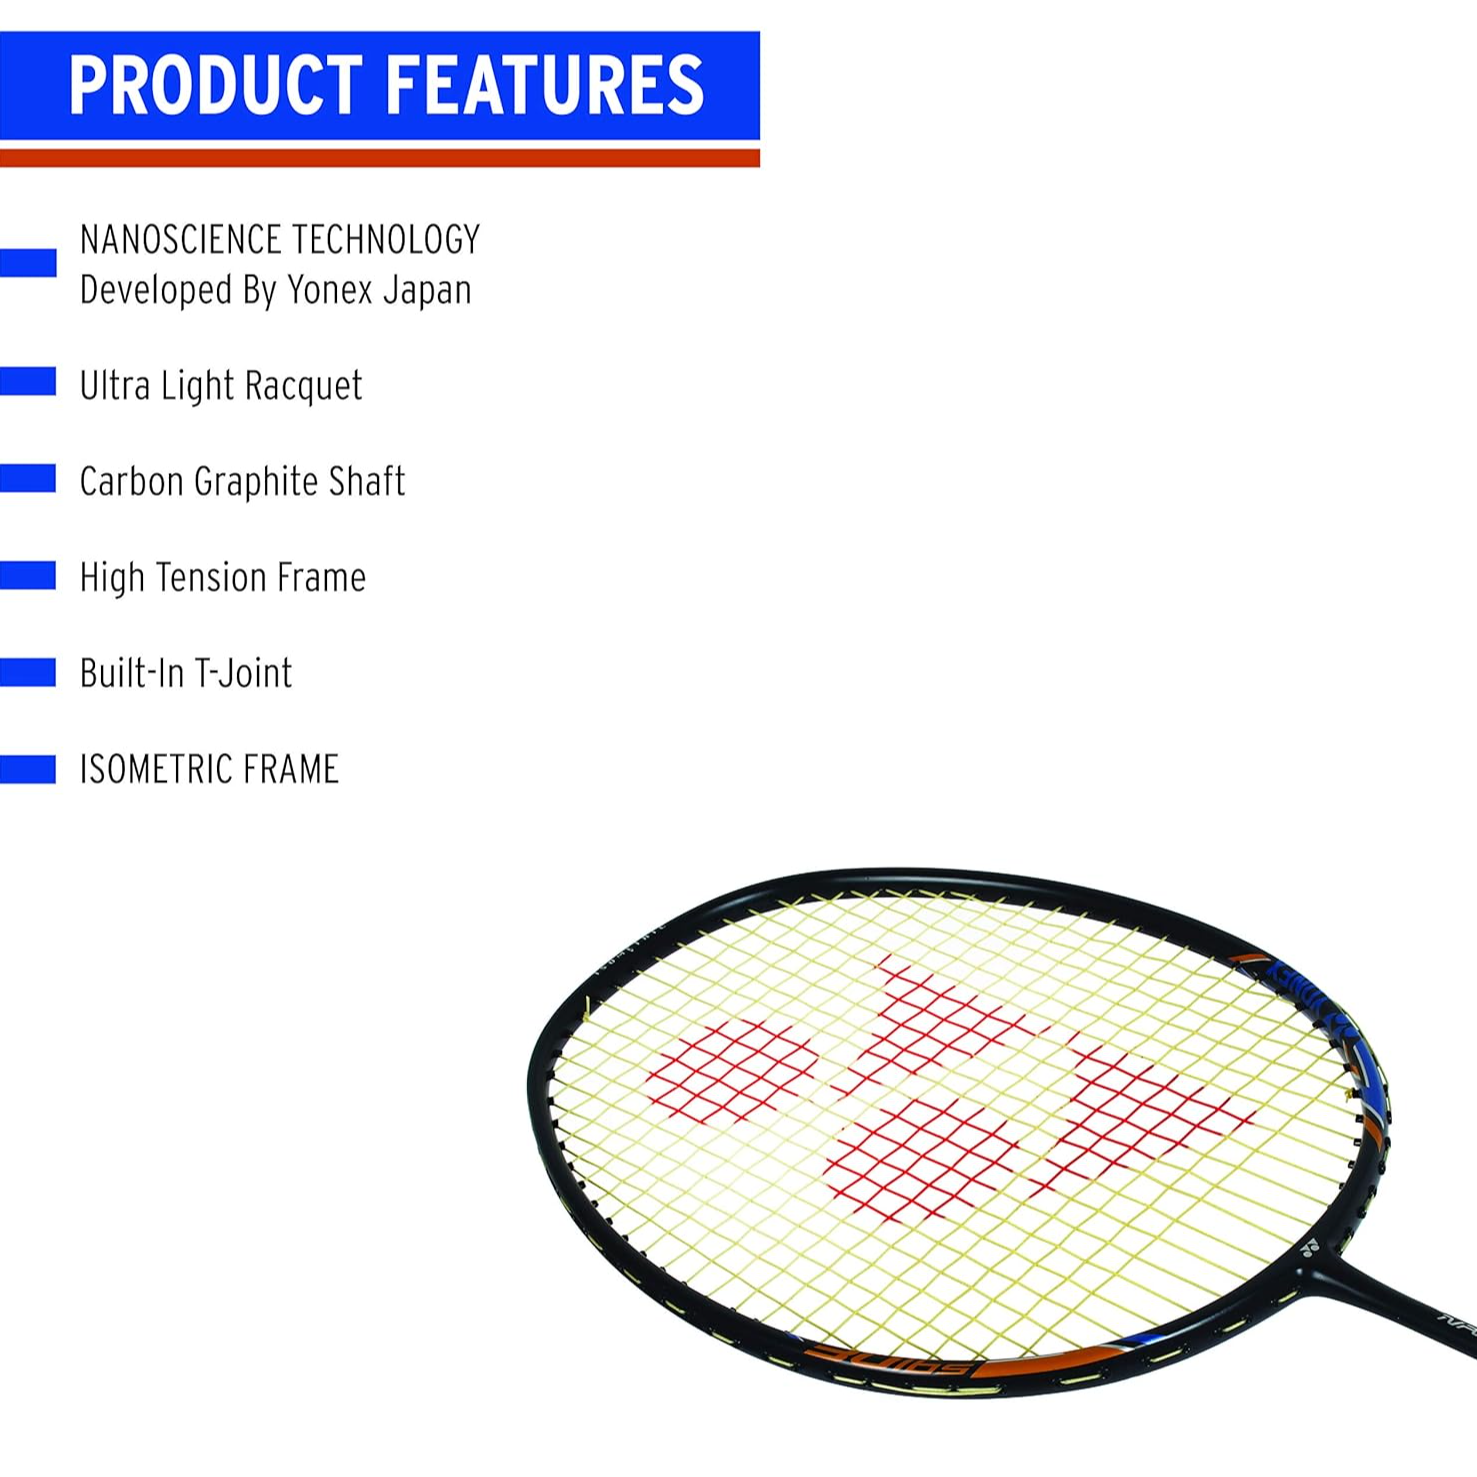 PRODUCT FEATURES
NANOSCIENCE TECHNOLOGY
Developed By Yonex Japan
Ultra Light Racquet
Carbon Graphite Shaft
High Tension Frame
Built-In T-Joint
ISOMETRIC FRAME
YONEX